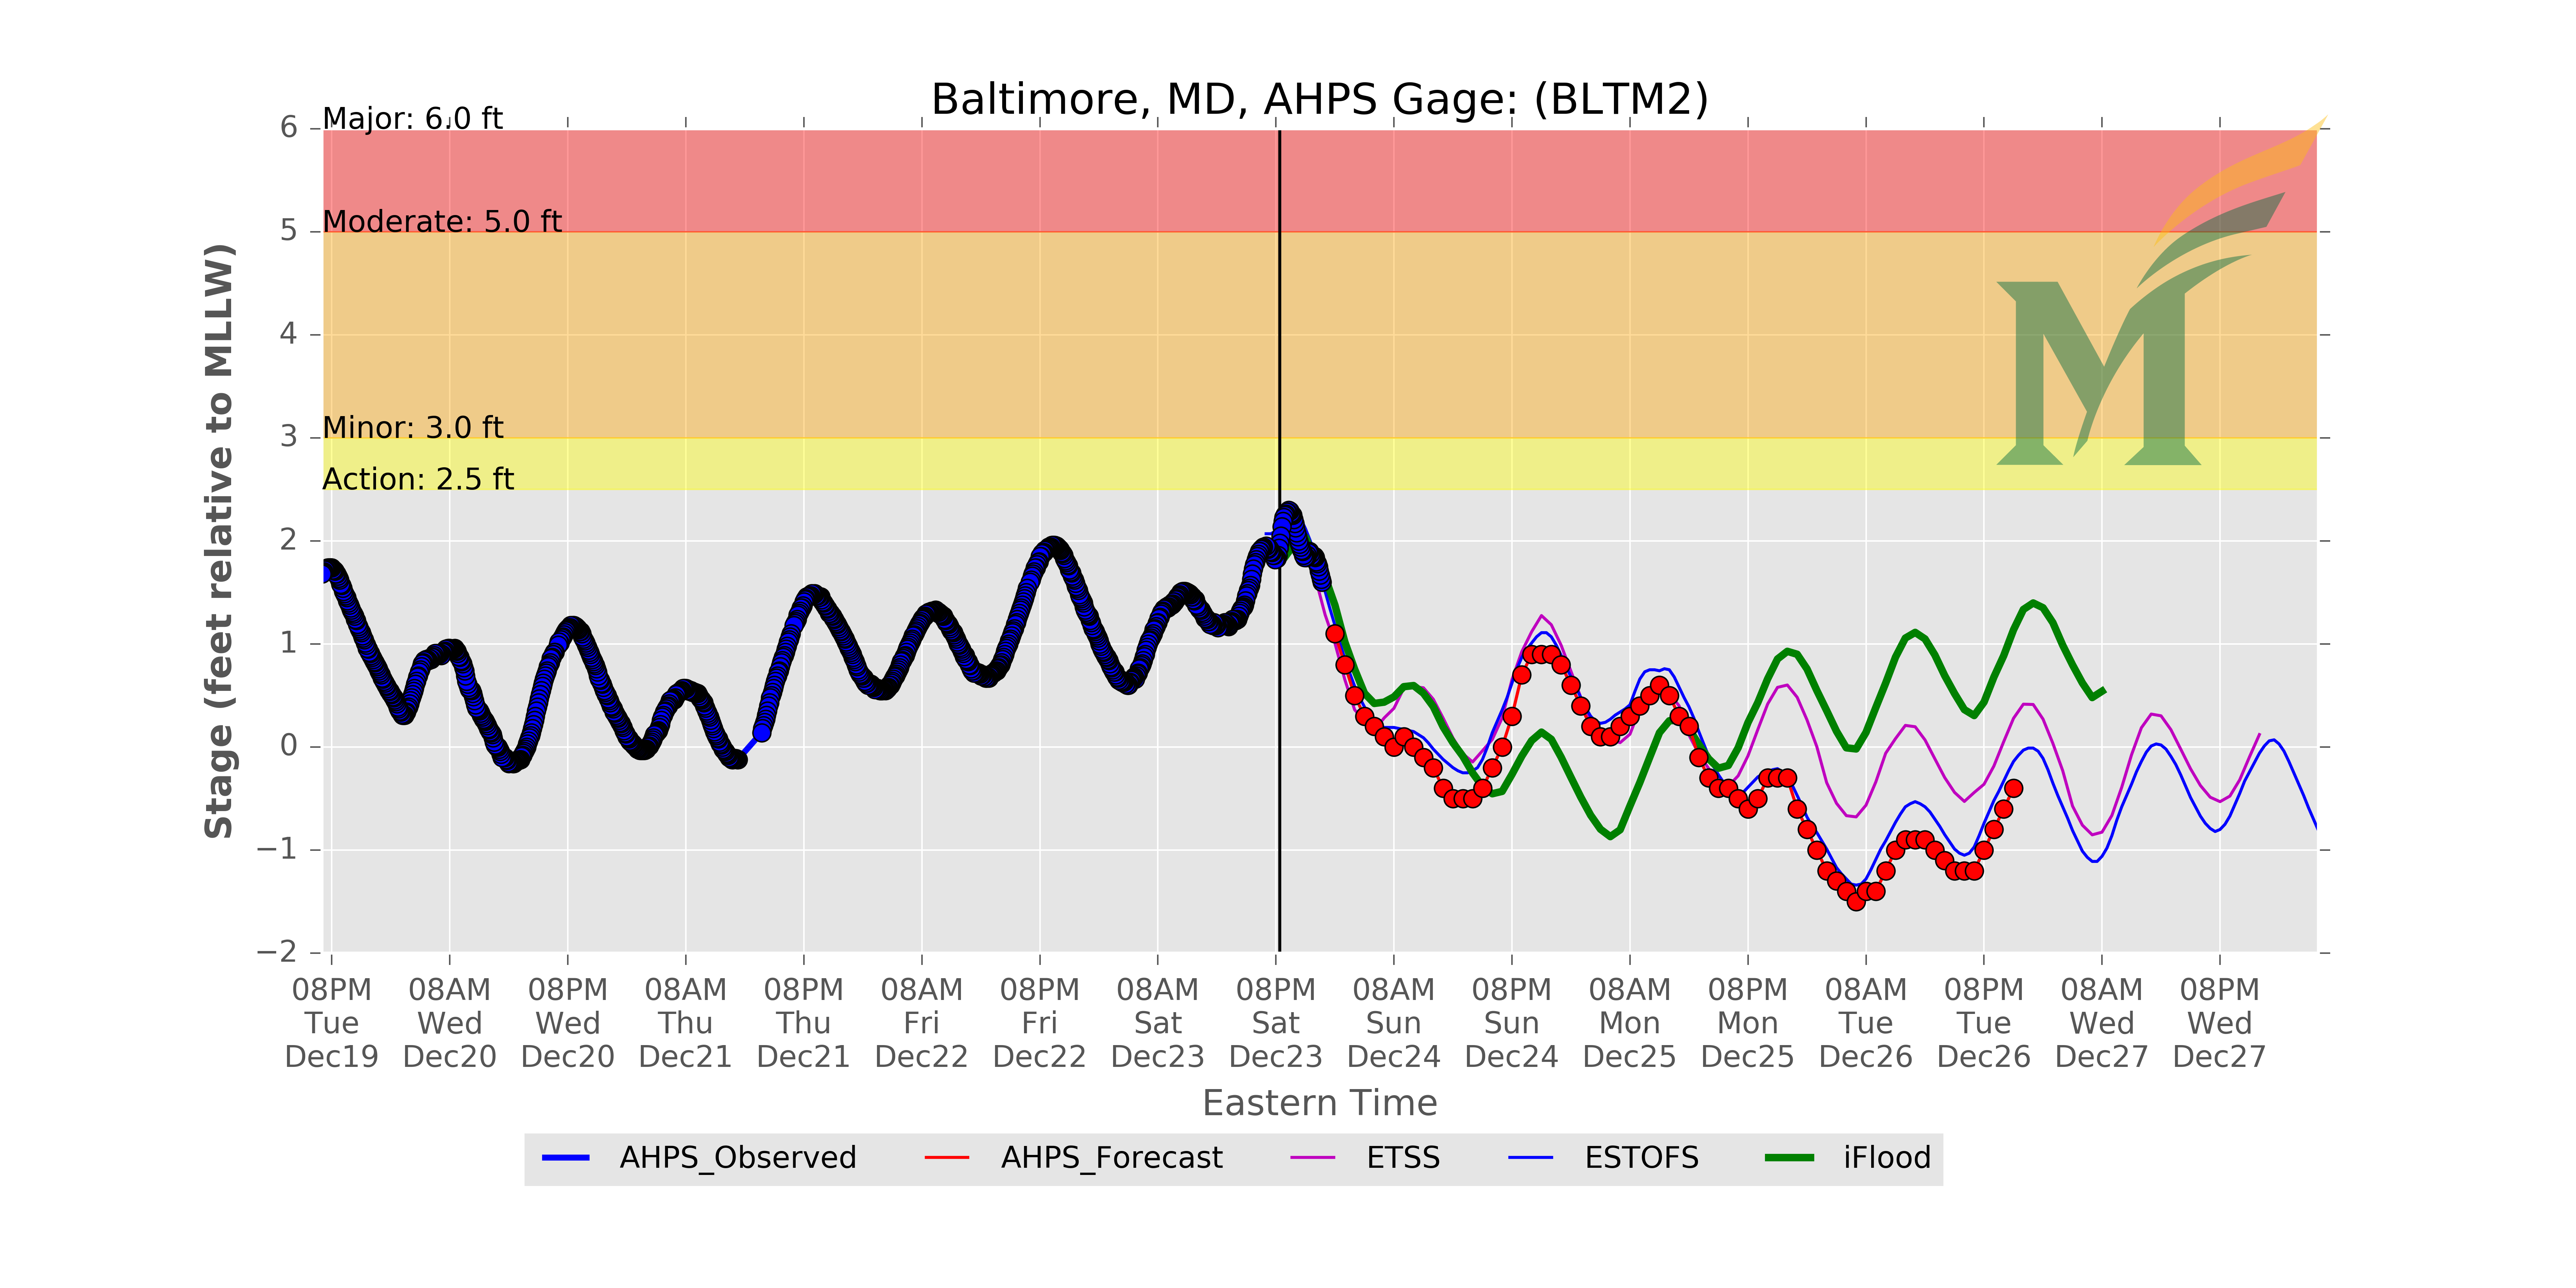 Baltimore, MD, AHPS Gage: (BLTM2)
Major: 6.0 ft
Moderate: 5.0 ft
Minor: 3.0 ft
Action: 2.5 ft
6
5
4
3
2
1
0
−1
−2
Stage (feet relative to MLLW)
08PM 08AM 08PM 08AM 08PM 08AM 08PM 08AM 08PM 08AM 08PM 08AM 08PM 08AM 08PM 08AM 08PM
Tue Wed Wed Thu Thu Fri Fri Sat Sat Sun Sun Mon Mon Tue Tue Wed Wed
Dec19 Dec20 Dec20 Dec21 Dec21 Dec22 Dec22 Dec23 Dec23 Dec24 Dec24 Dec25 Dec25 Dec26 Dec26 Dec27 Dec27
Eastern Time
AHPS_Observed AHPS_Forecast ETSS ESTOFS iFlood
M